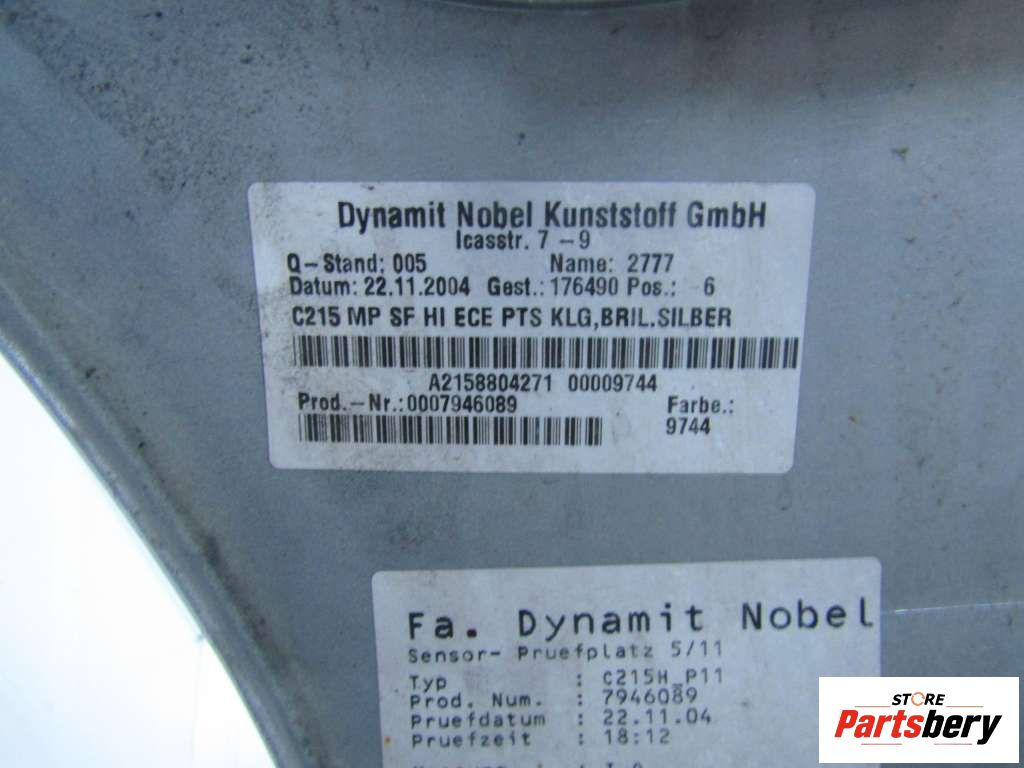 Dynamit Nobel Kunststoff GmbH
Icasstr. 7-9
Q-Stand: 005 Name: 2777
Datum: 22.11.2004 Gest.: 176490 Pos.: 6
C215 MP SF HI ECE PTS KLG,BRIL.SILBER
A2158804271 00009744
Prod.-Nr.:0007946089 Farbe.:
9744
Fa. Dynamit Nobel
Sensor- Pruefplatz 5/11
Typ : C215H_P11
Prod. Num. : 7946089
Pruefdatum : 22.11.04
Pruefzeit : 18:12
STORE
Partsbery